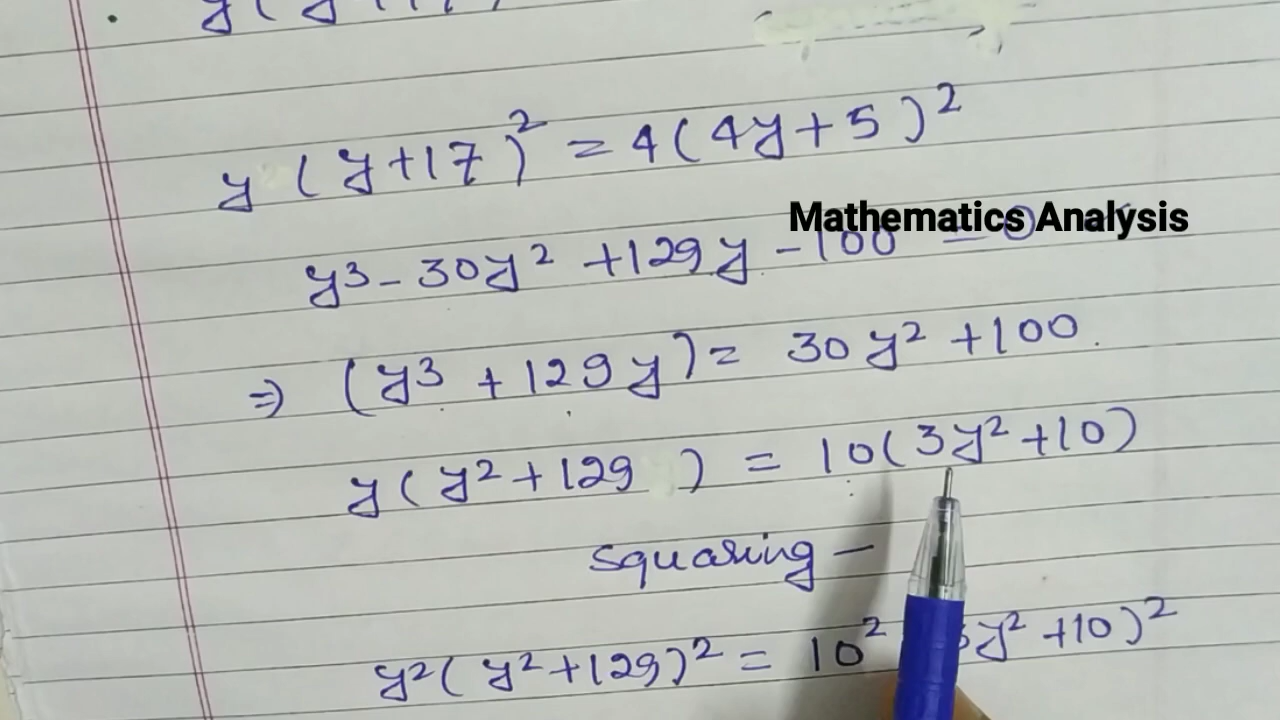 y (y+17)² = 4(4y+5)²
Mathematics Analysis
y³ - 30y² + 129y - 100 = 0
⇒ (y³ + 129y) = 30y² + 100.
y(y² + 129) = 10(3y² + 10)
squaring —
y²(y² + 129)² = 10² y² + 10)²